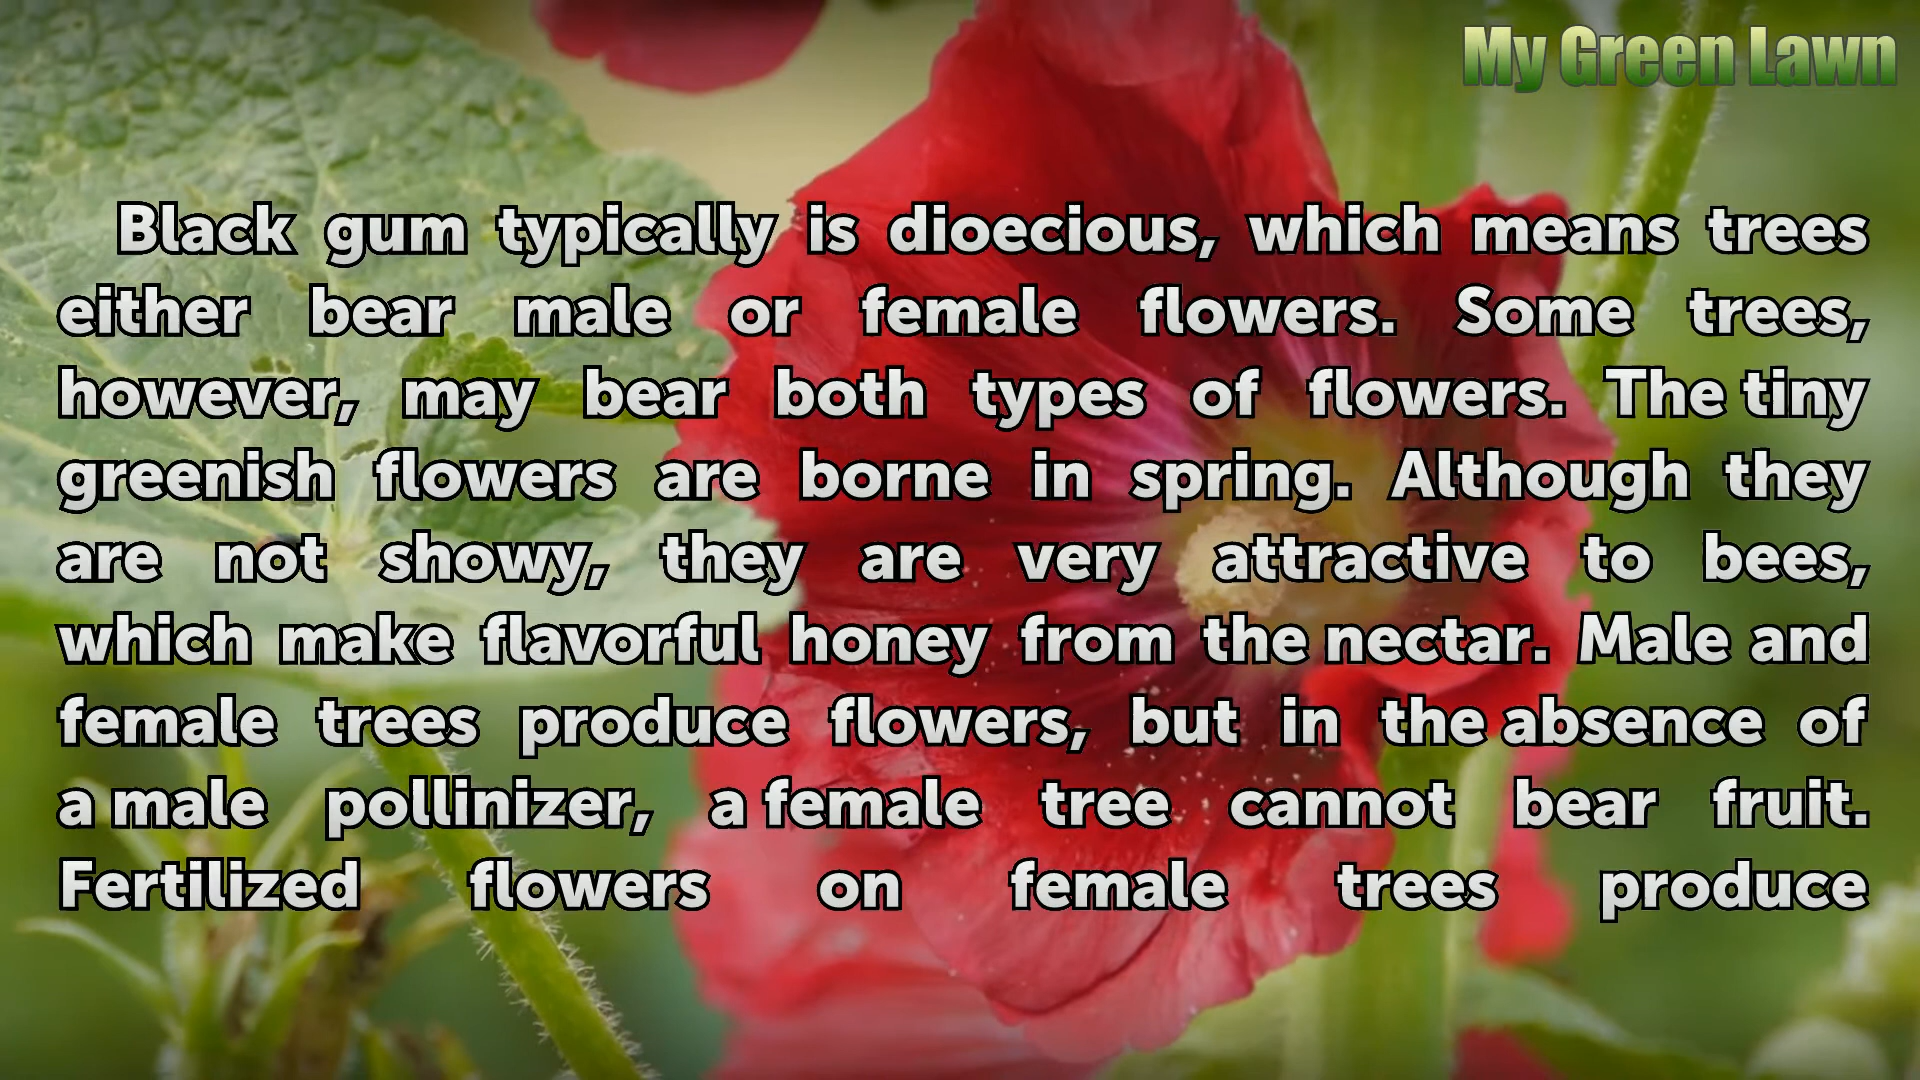 My Green Lawn
Black gum typically is dioecious, which means trees
either bear male or female flowers. Some trees,
however, may bear both types of flowers. The tiny
greenish flowers are borne in spring. Although they
are not showy, they are very attractive to bees,
which make flavorful honey from the nectar. Male and
female trees produce flowers, but in the absence of
a male pollinizer, a female tree cannot bear fruit.
Fertilized flowers on female trees produce